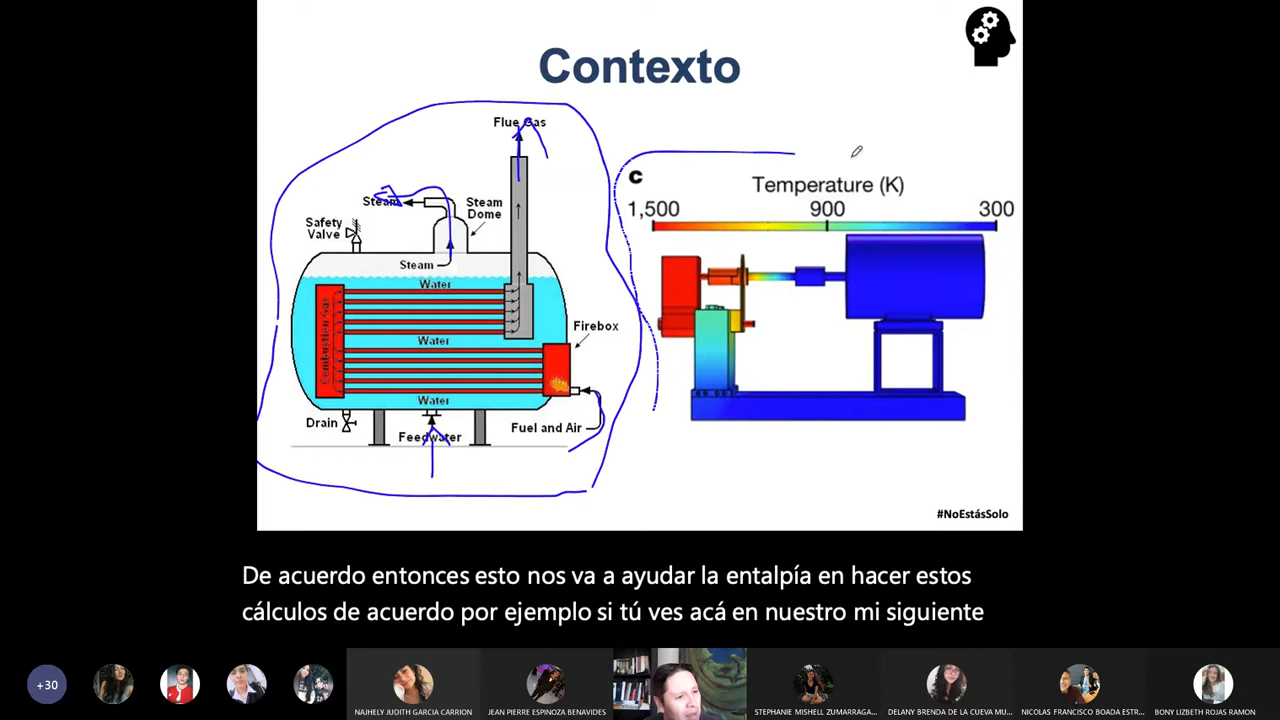 Contexto
Flue Gas
Steam
Steam
Dome
Safety
Valve
Steam
Water
Combustion Gas
Water
Firebox
Water
Drain
Feedwater
Fuel and Air
c
Temperature (K)
1,500 900 300
#NoEstásSolo
De acuerdo entonces esto nos va a ayudar la entalpía en hacer estos
cálculos de acuerdo por ejemplo si tú ves acá en nuestro mi siguiente
+30
NAJHELY JUDITH GARCIA CARRION
JEAN PIERRE ESPINOZA BENAVIDES
STEPHANIE MISHELL ZUMARRAGA...
DELANY BRENDA DE LA CUEVA MU...
NICOLAS FRANCISCO BOADA ESTR...
BONY LIZBETH ROJAS RAMON